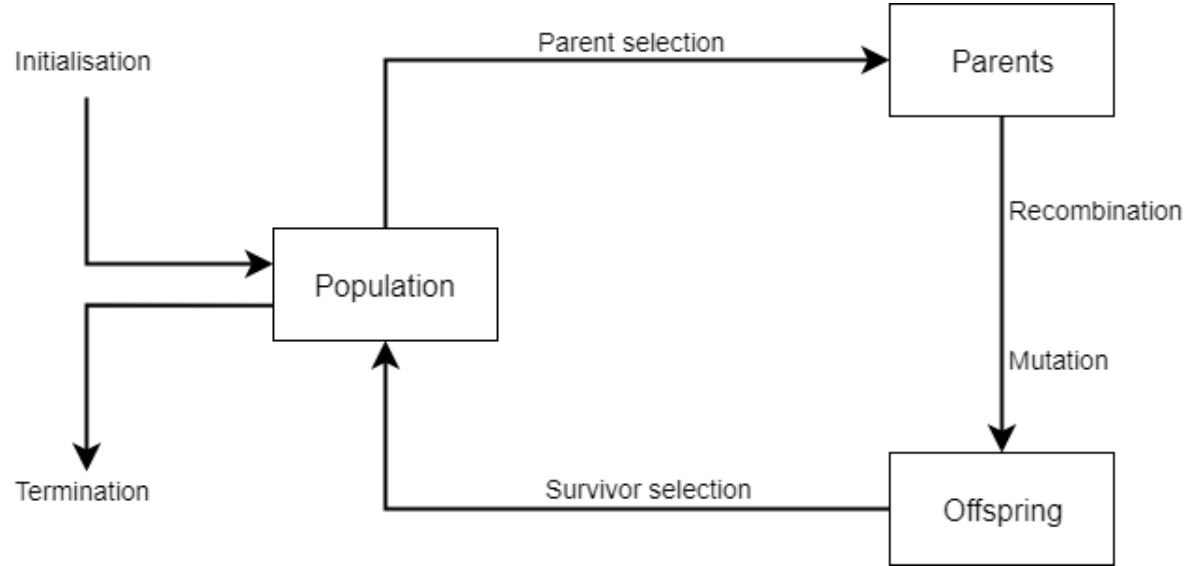 Initialisation
Parent selection
Parents
Recombination
Population
Mutation
Termination
Survivor selection
Offspring